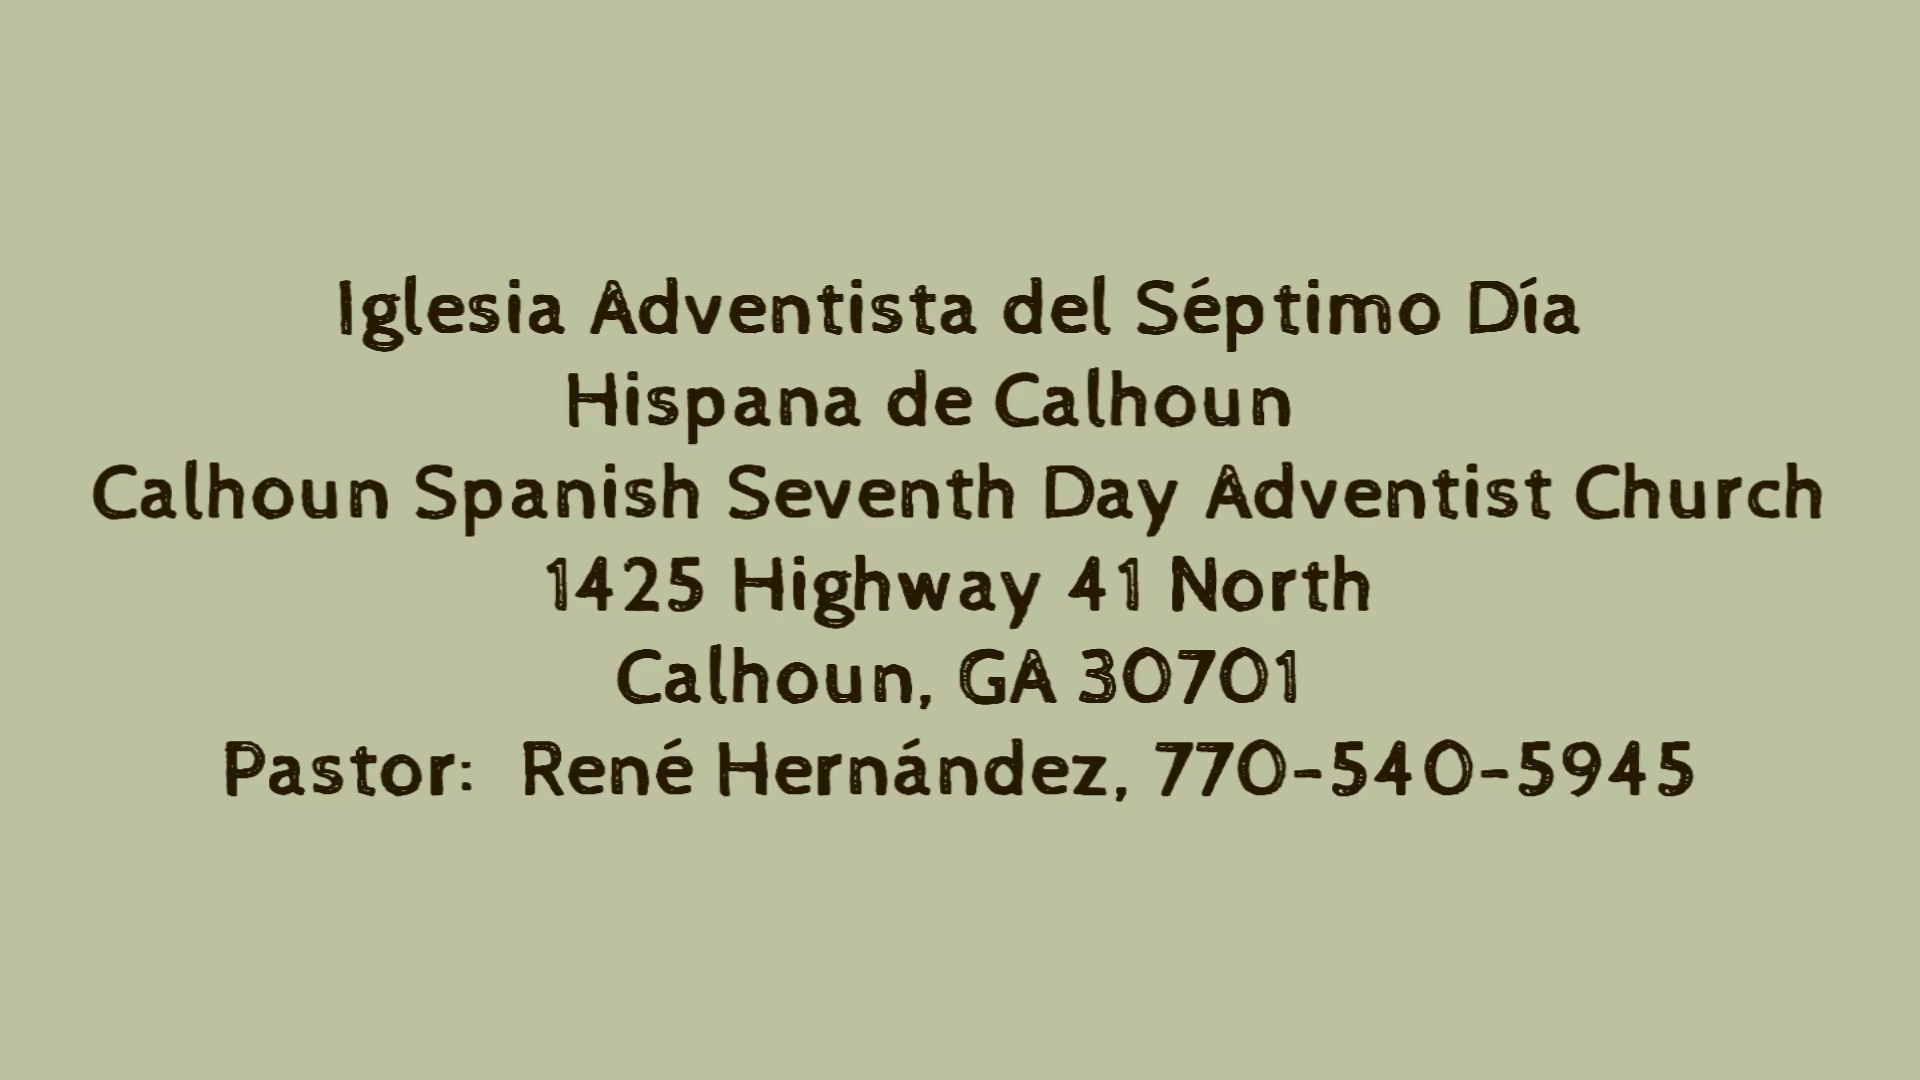 Iglesia Adventista del Séptimo Día
Hispana de Calhoun
Calhoun Spanish Seventh Day Adventist Church
1425 Highway 41 North
Calhoun, GA 30701
Pastor:  René Hernández, 770-540-5945